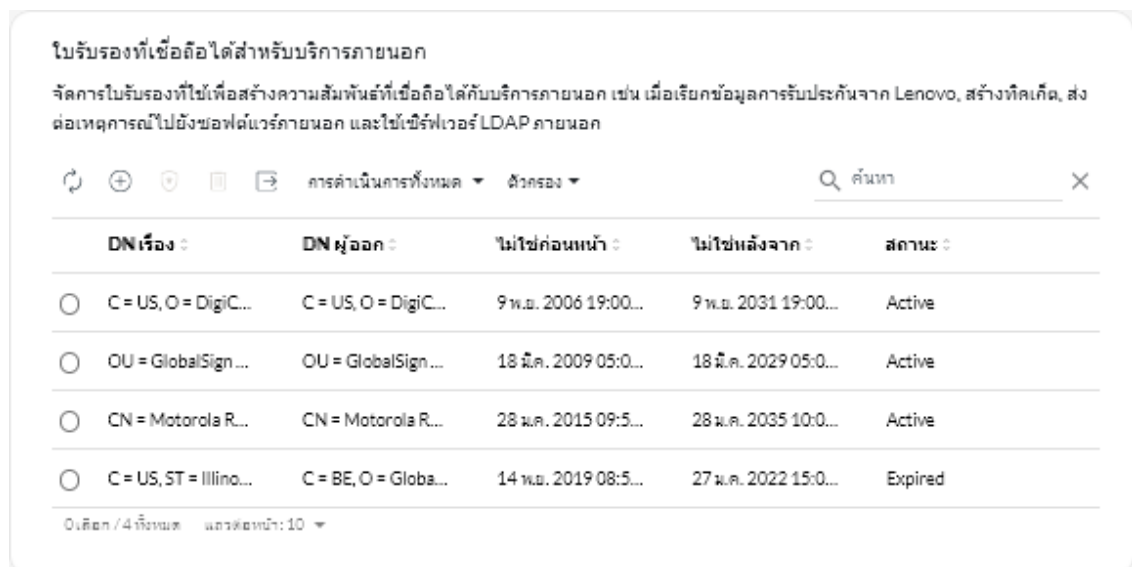 ใบรับรองที่เชื่อถือได้สำหรับบริการภายนอก
จัดการใบรับรองที่ใช้เพื่อสร้างความสัมพันธ์ที่เชื่อถือได้กับบริการภายนอก เช่น เมื่อเรียกข้อมูลการรับประกันจาก Lenovo, สร้างทิคเก็ต, ส่ง
ต่อเหตุการณ์ไปยังซอฟต์แวร์ภายนอก และใช้เซิร์ฟเวอร์ LDAP ภายนอก
การดำเนินการทั้งหมด ตัวกรอง ค้นหา
DN เรื่อง DN ผู้ออก ไม่ใช่ก่อนหน้า ไม่ใช่หลังจาก สถานะ
C = US, O = DigiC... C = US, O = DigiC... 9 พ.ย. 2006 19:00... 9 พ.ย. 2031 19:00... Active
OU = GlobalSign ... OU = GlobalSign ... 18 มี.ค. 2009 05:0... 18 มี.ค. 2029 05:0... Active
CN = Motorola R... CN = Motorola R... 28 ม.ค. 2015 09:5... 28 ม.ค. 2035 10:0... Active
C = US, ST = Illino... C = BE, O = Globa... 14 พ.ย. 2019 08:5... 27 ม.ค. 2022 15:0... Expired
0 เลือก / 4 ทั้งหมด แถวต่อหน้า: 10